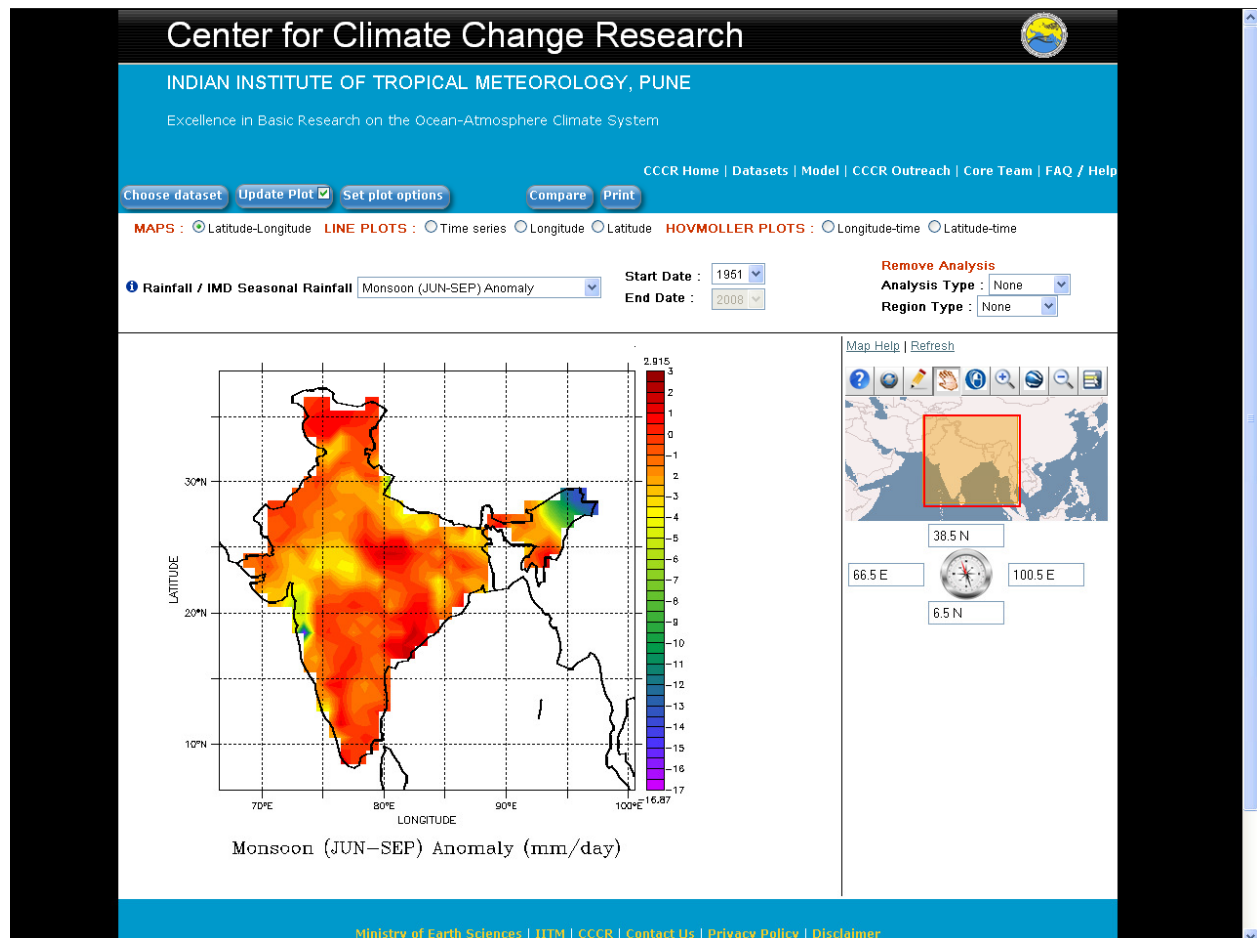 Center for Climate Change Research
INDIAN INSTITUTE OF TROPICAL METEOROLOGY, PUNE
Excellence in Basic Research on the Ocean-Atmosphere Climate System
CCCR Home | Datasets | Model | CCCR Outreach | Core Team | FAQ / Help
Choose dataset Update Plot Set plot options Compare Print
MAPS : Latitude-Longitude LINE PLOTS : Time series Longitude Latitude HOVMOLLER PLOTS : Longitude-time Latitude-time
Rainfall / IMD Seasonal Rainfall Monsoon (JUN-SEP) Anomaly
Start Date : 1951
End Date : 2008
Remove Analysis
Analysis Type : None
Region Type : None
Map Help | Refresh
2.915
3
2
1
0
-1
2
-3
-4
-5
-6
-7
-8
-9
-10
-11
-12
-13
-14
-15
-16
-17
-16.87
30°N
20°N
10°N
LATITUDE
70°E 80°E 90°E 100°E
LONGITUDE
Monsoon (JUN-SEP) Anomaly (mm/day)
38.5 N
66.5 E 100.5 E
6.5 N
Ministry of Earth Sciences | IITM | CCCR | Contact Us | Privacy Policy | Disclaimer